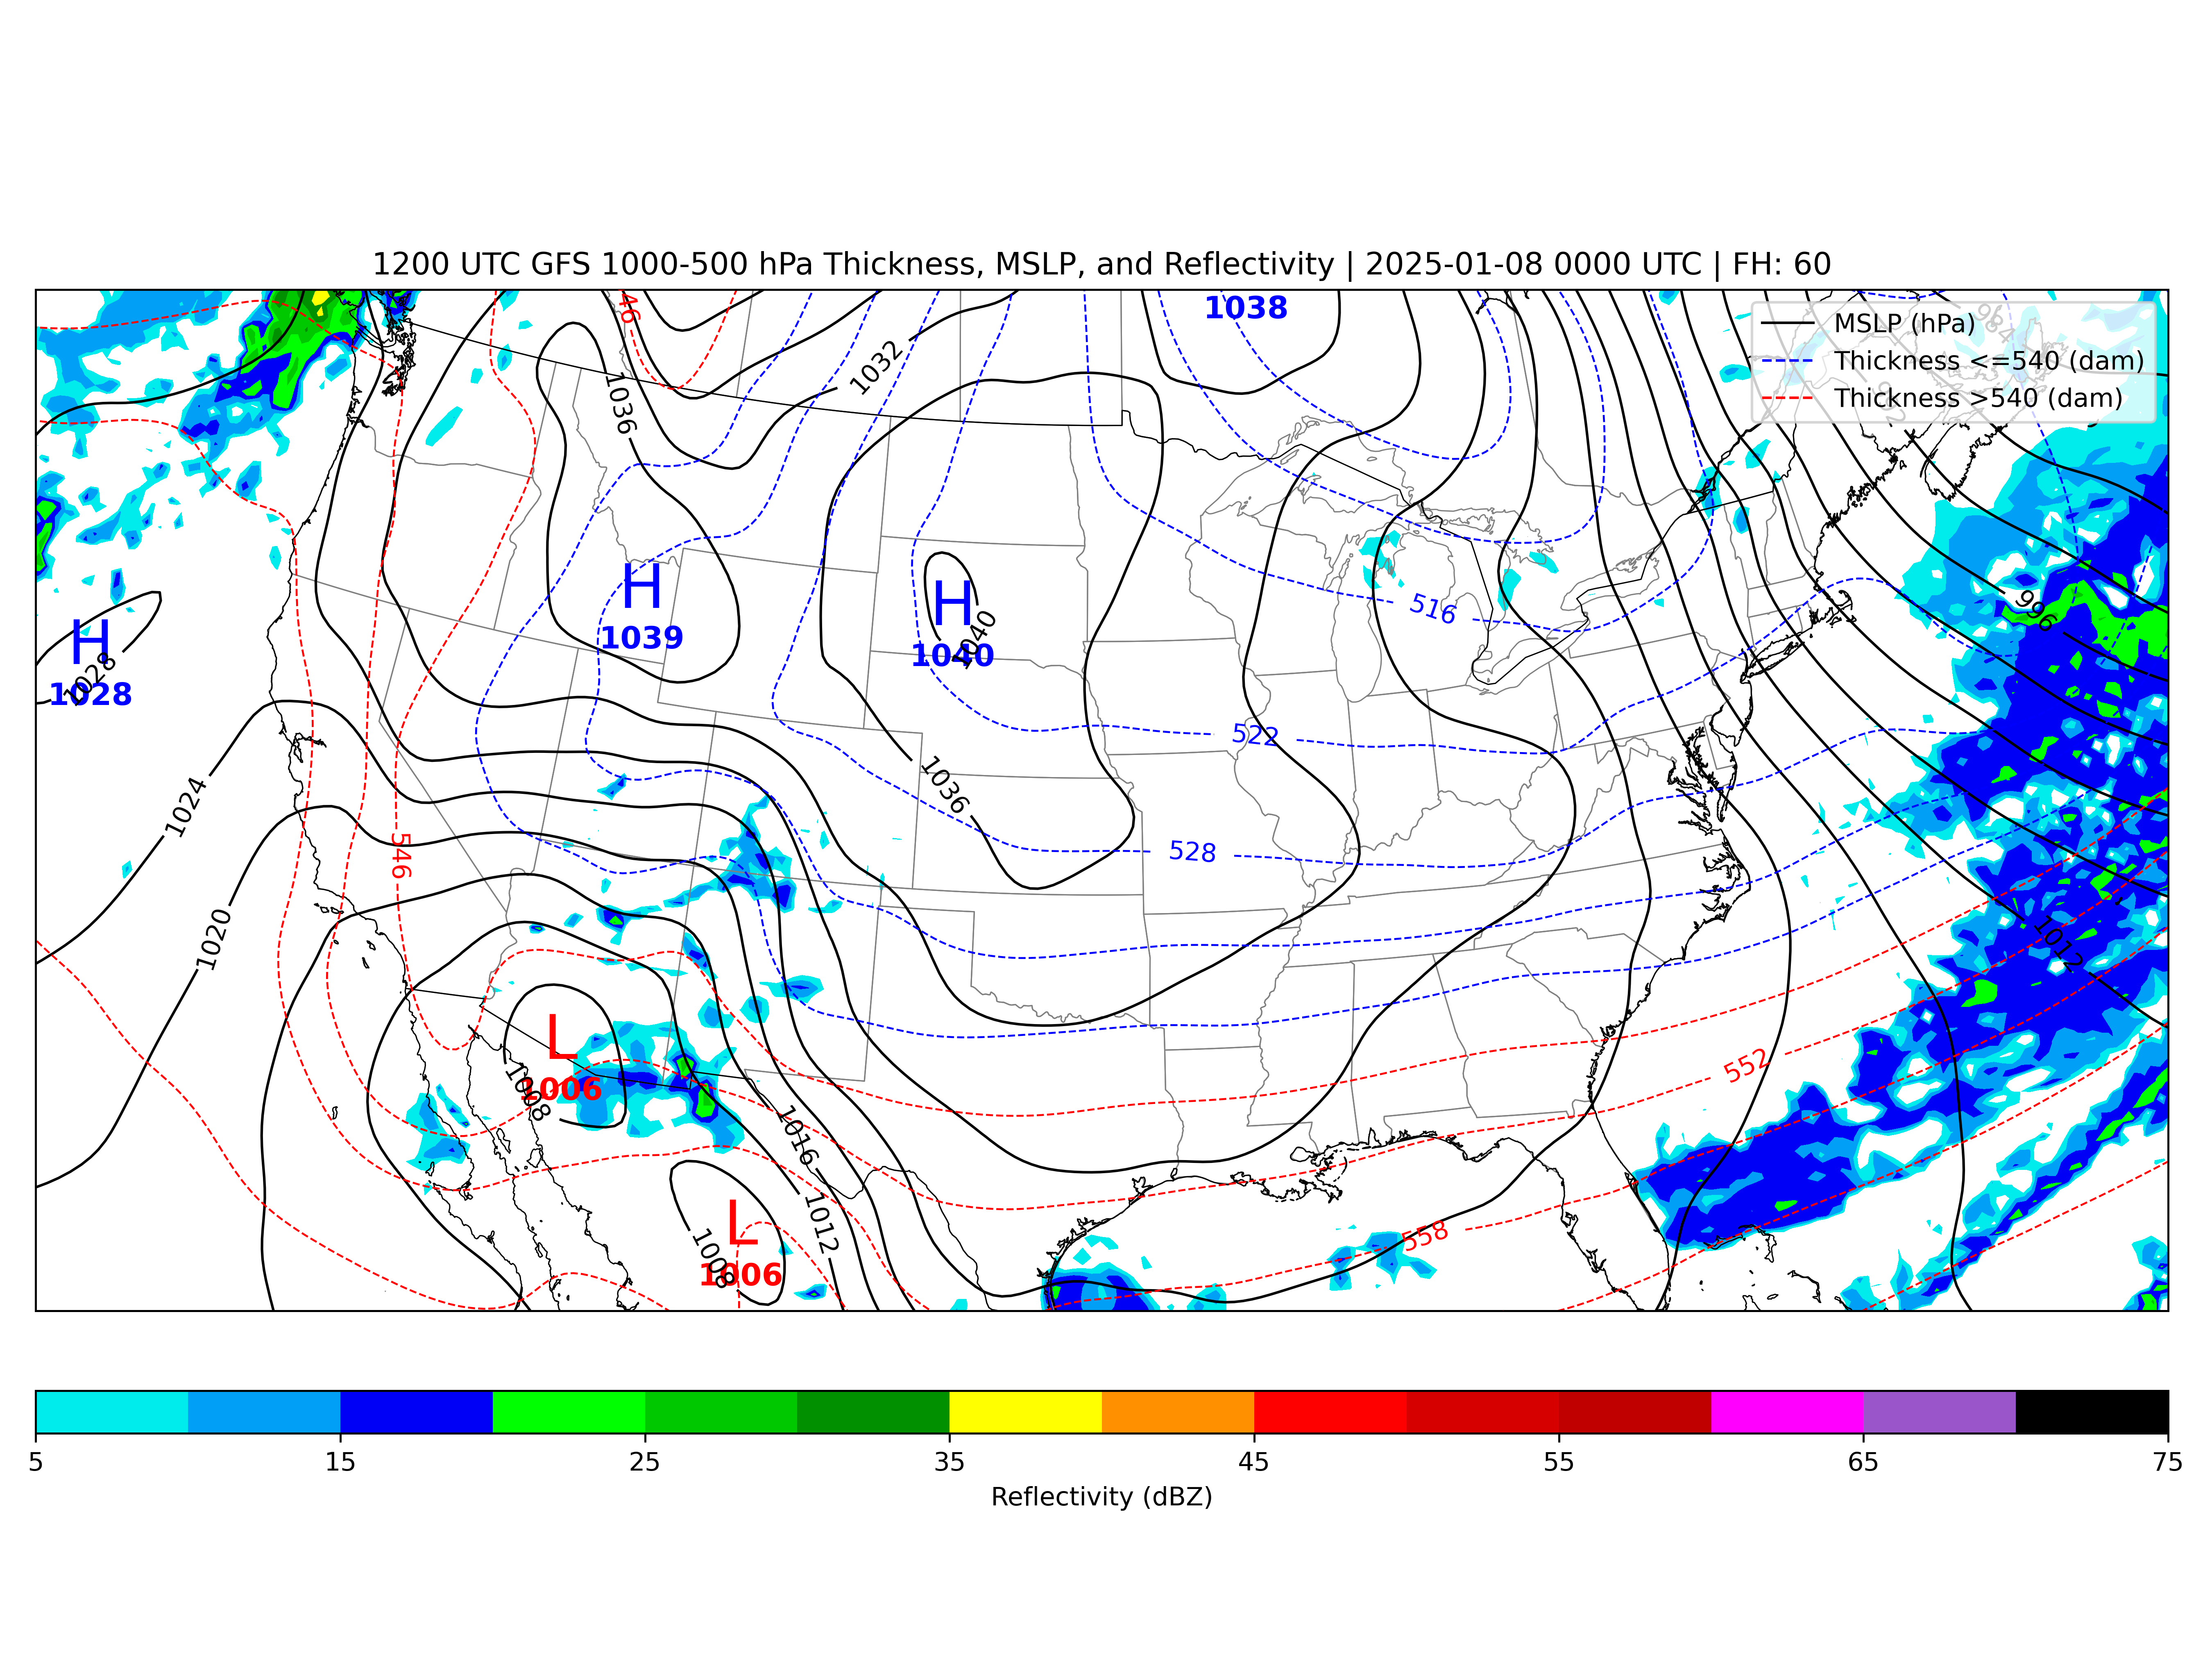 1200 UTC GFS 1000-500 hPa Thickness, MSLP, and Reflectivity | 2025-01-08 0000 UTC | FH: 60
MSLP (hPa)
Thickness <=540 (dam)
Thickness >540 (dam)
1038
984
46
1032
1036
992
H
1039
H
1040
1040
516
996
H
1028
1028
522
1036
1024
528
546
1020
1012
L
1006
1008
552
1016
1012
L
1006
1008
558
5 15 25 35 45 55 65 75
Reflectivity (dBZ)